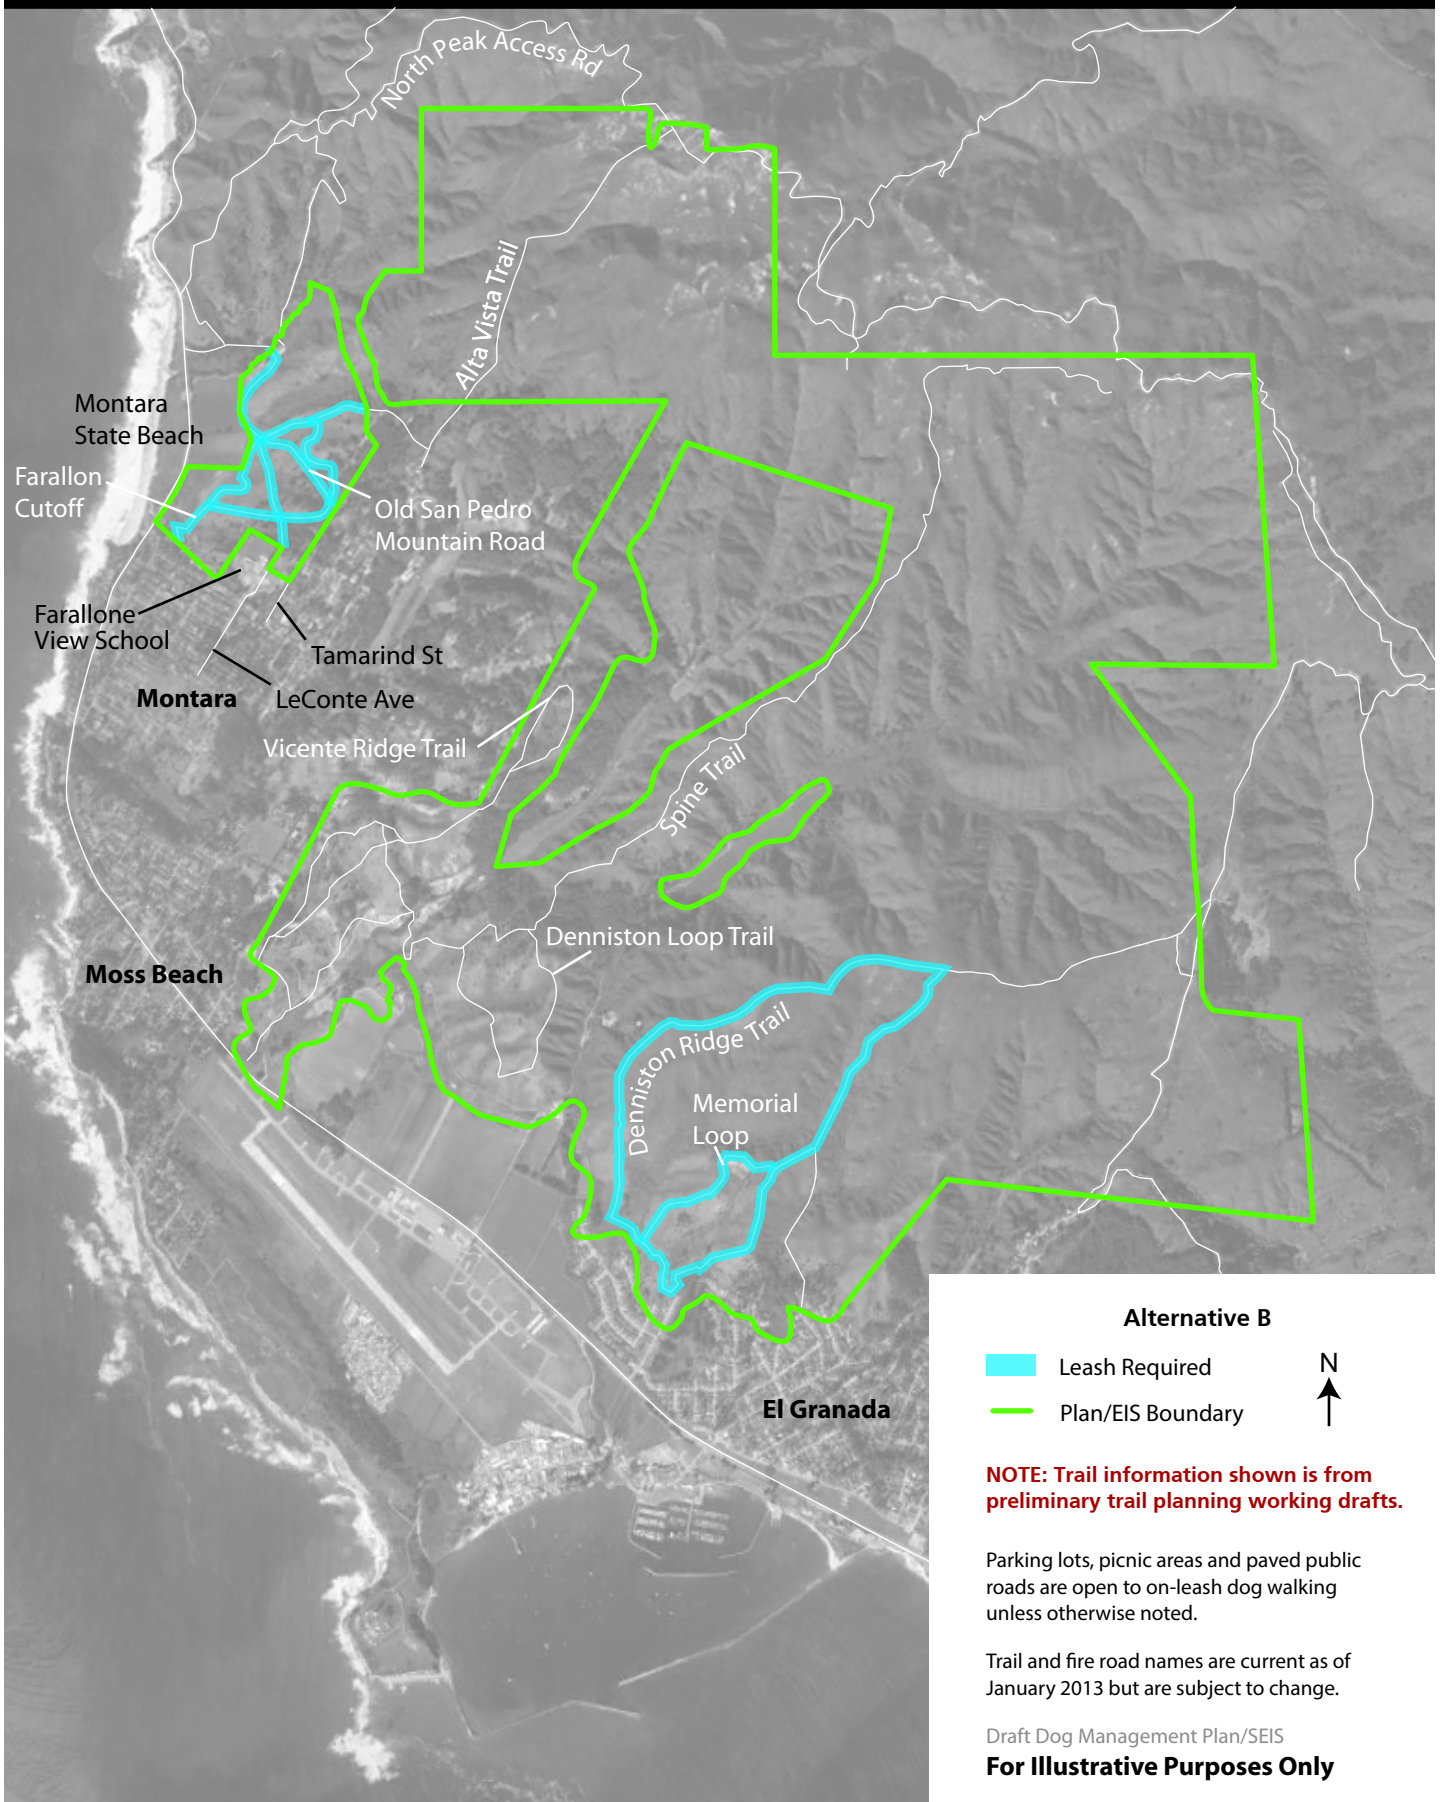 North Peak Access Rd
Alta Vista Trail
Montara
State Beach
Farallon
Cutoff
Old San Pedro
Mountain Road
Farallone
View School
Tamarind St
Montara
LeConte Ave
Vicente Ridge Trail
Spine Trail
Denniston Loop Trail
Moss Beach
Denniston Ridge Trail
Memorial
Loop
El Granada
Alternative B
Leash Required
Plan/EIS Boundary
N
NOTE: Trail information shown is from
preliminary trail planning working drafts.
Parking lots, picnic areas and paved public
roads are open to on-leash dog walking
unless otherwise noted.
Trail and fire road names are current as of
January 2013 but are subject to change.
Draft Dog Management Plan/SEIS
For Illustrative Purposes Only